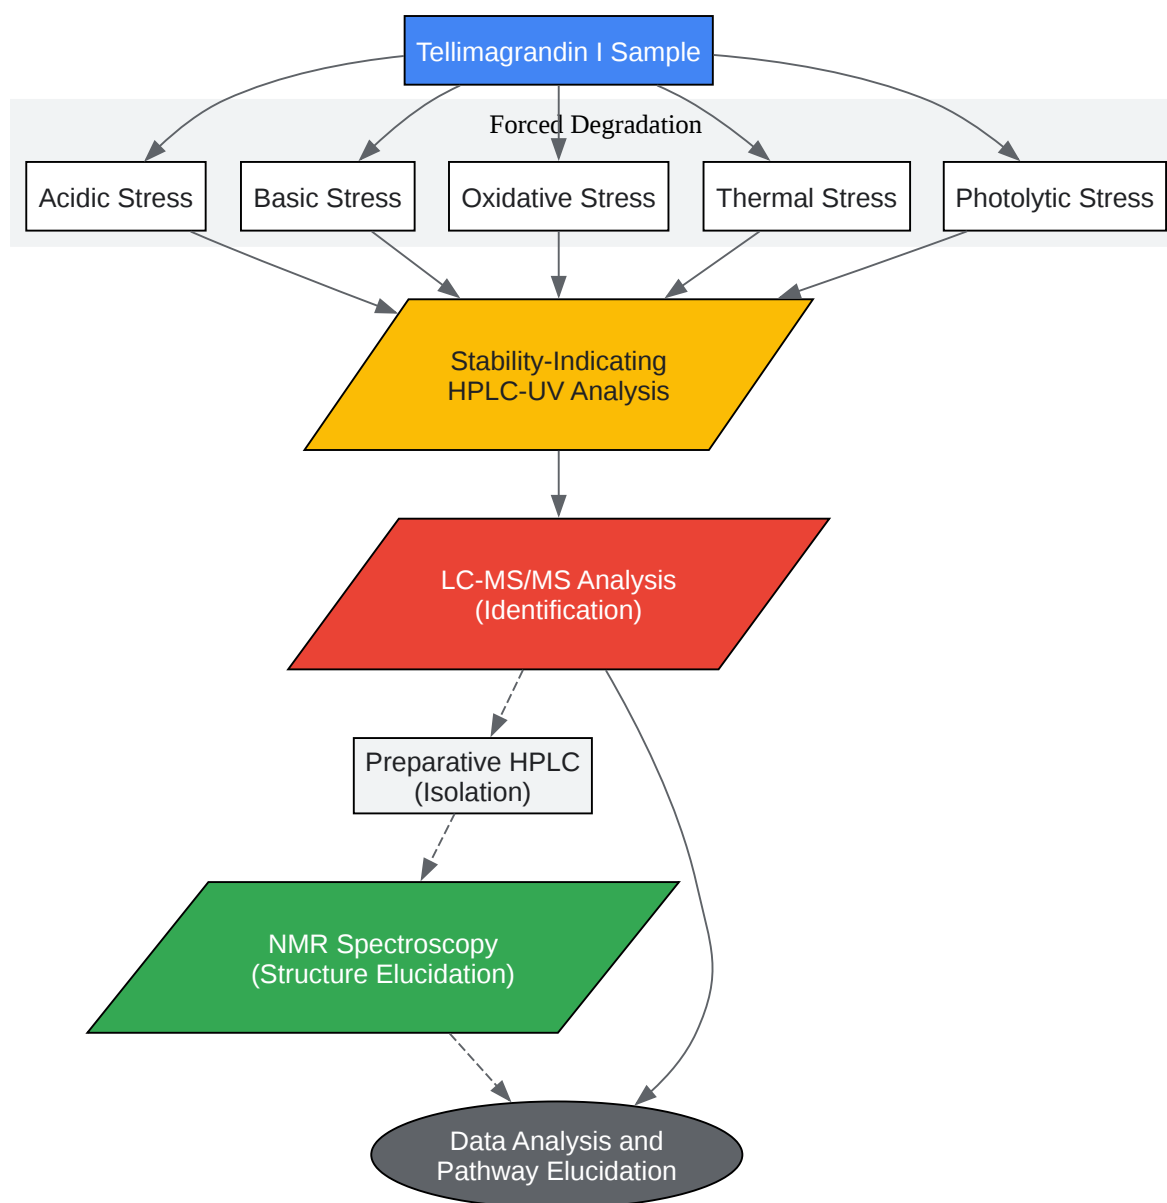 Tellimagrandin I Sample
Forced Degradation
Acidic Stress
Basic Stress
Oxidative Stress
Thermal Stress
Photolytic Stress
Stability-Indicating
HPLC-UV Analysis
LC-MS/MS Analysis
(Identification)
Preparative HPLC
(Isolation)
NMR Spectroscopy
(Structure Elucidation)
Data Analysis and
Pathway Elucidation